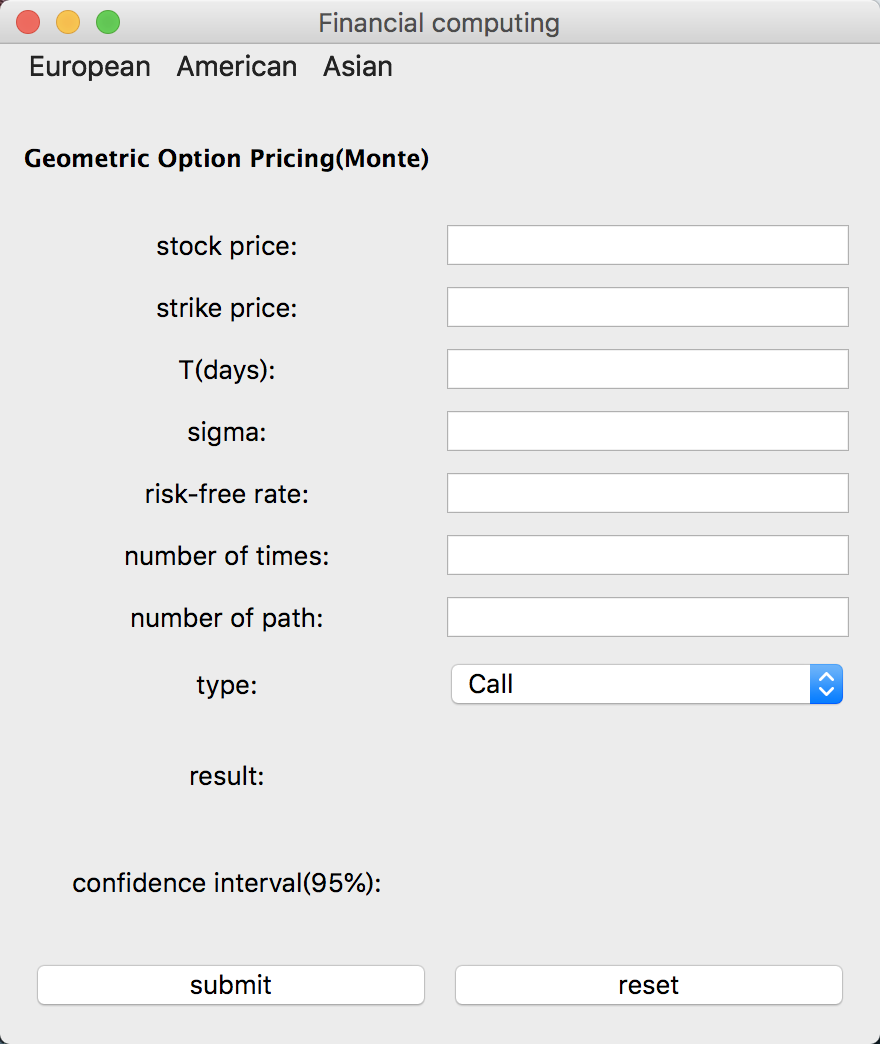 Financial computing
European American Asian
Geometric Option Pricing(Monte)
stock price:
strike price:
T(days):
sigma:
risk-free rate:
number of times:
number of path:
type: Call
result:
confidence interval(95%):
submit reset